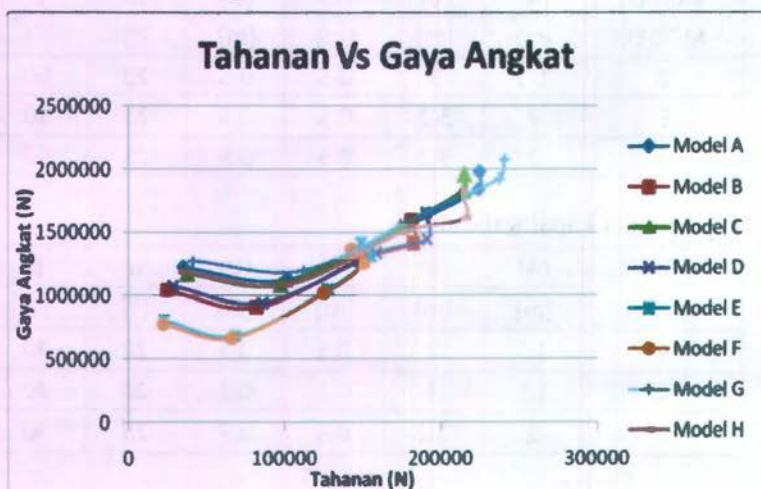 Tahanan Vs Gaya Angkat
2500000
2000000
1500000
1000000
500000
0
Gaya Angkat (N)
0 100000 200000 300000
Tahanan (N)
Model A
Model B
Model C
Model D
Model E
Model F
Model G
Model H